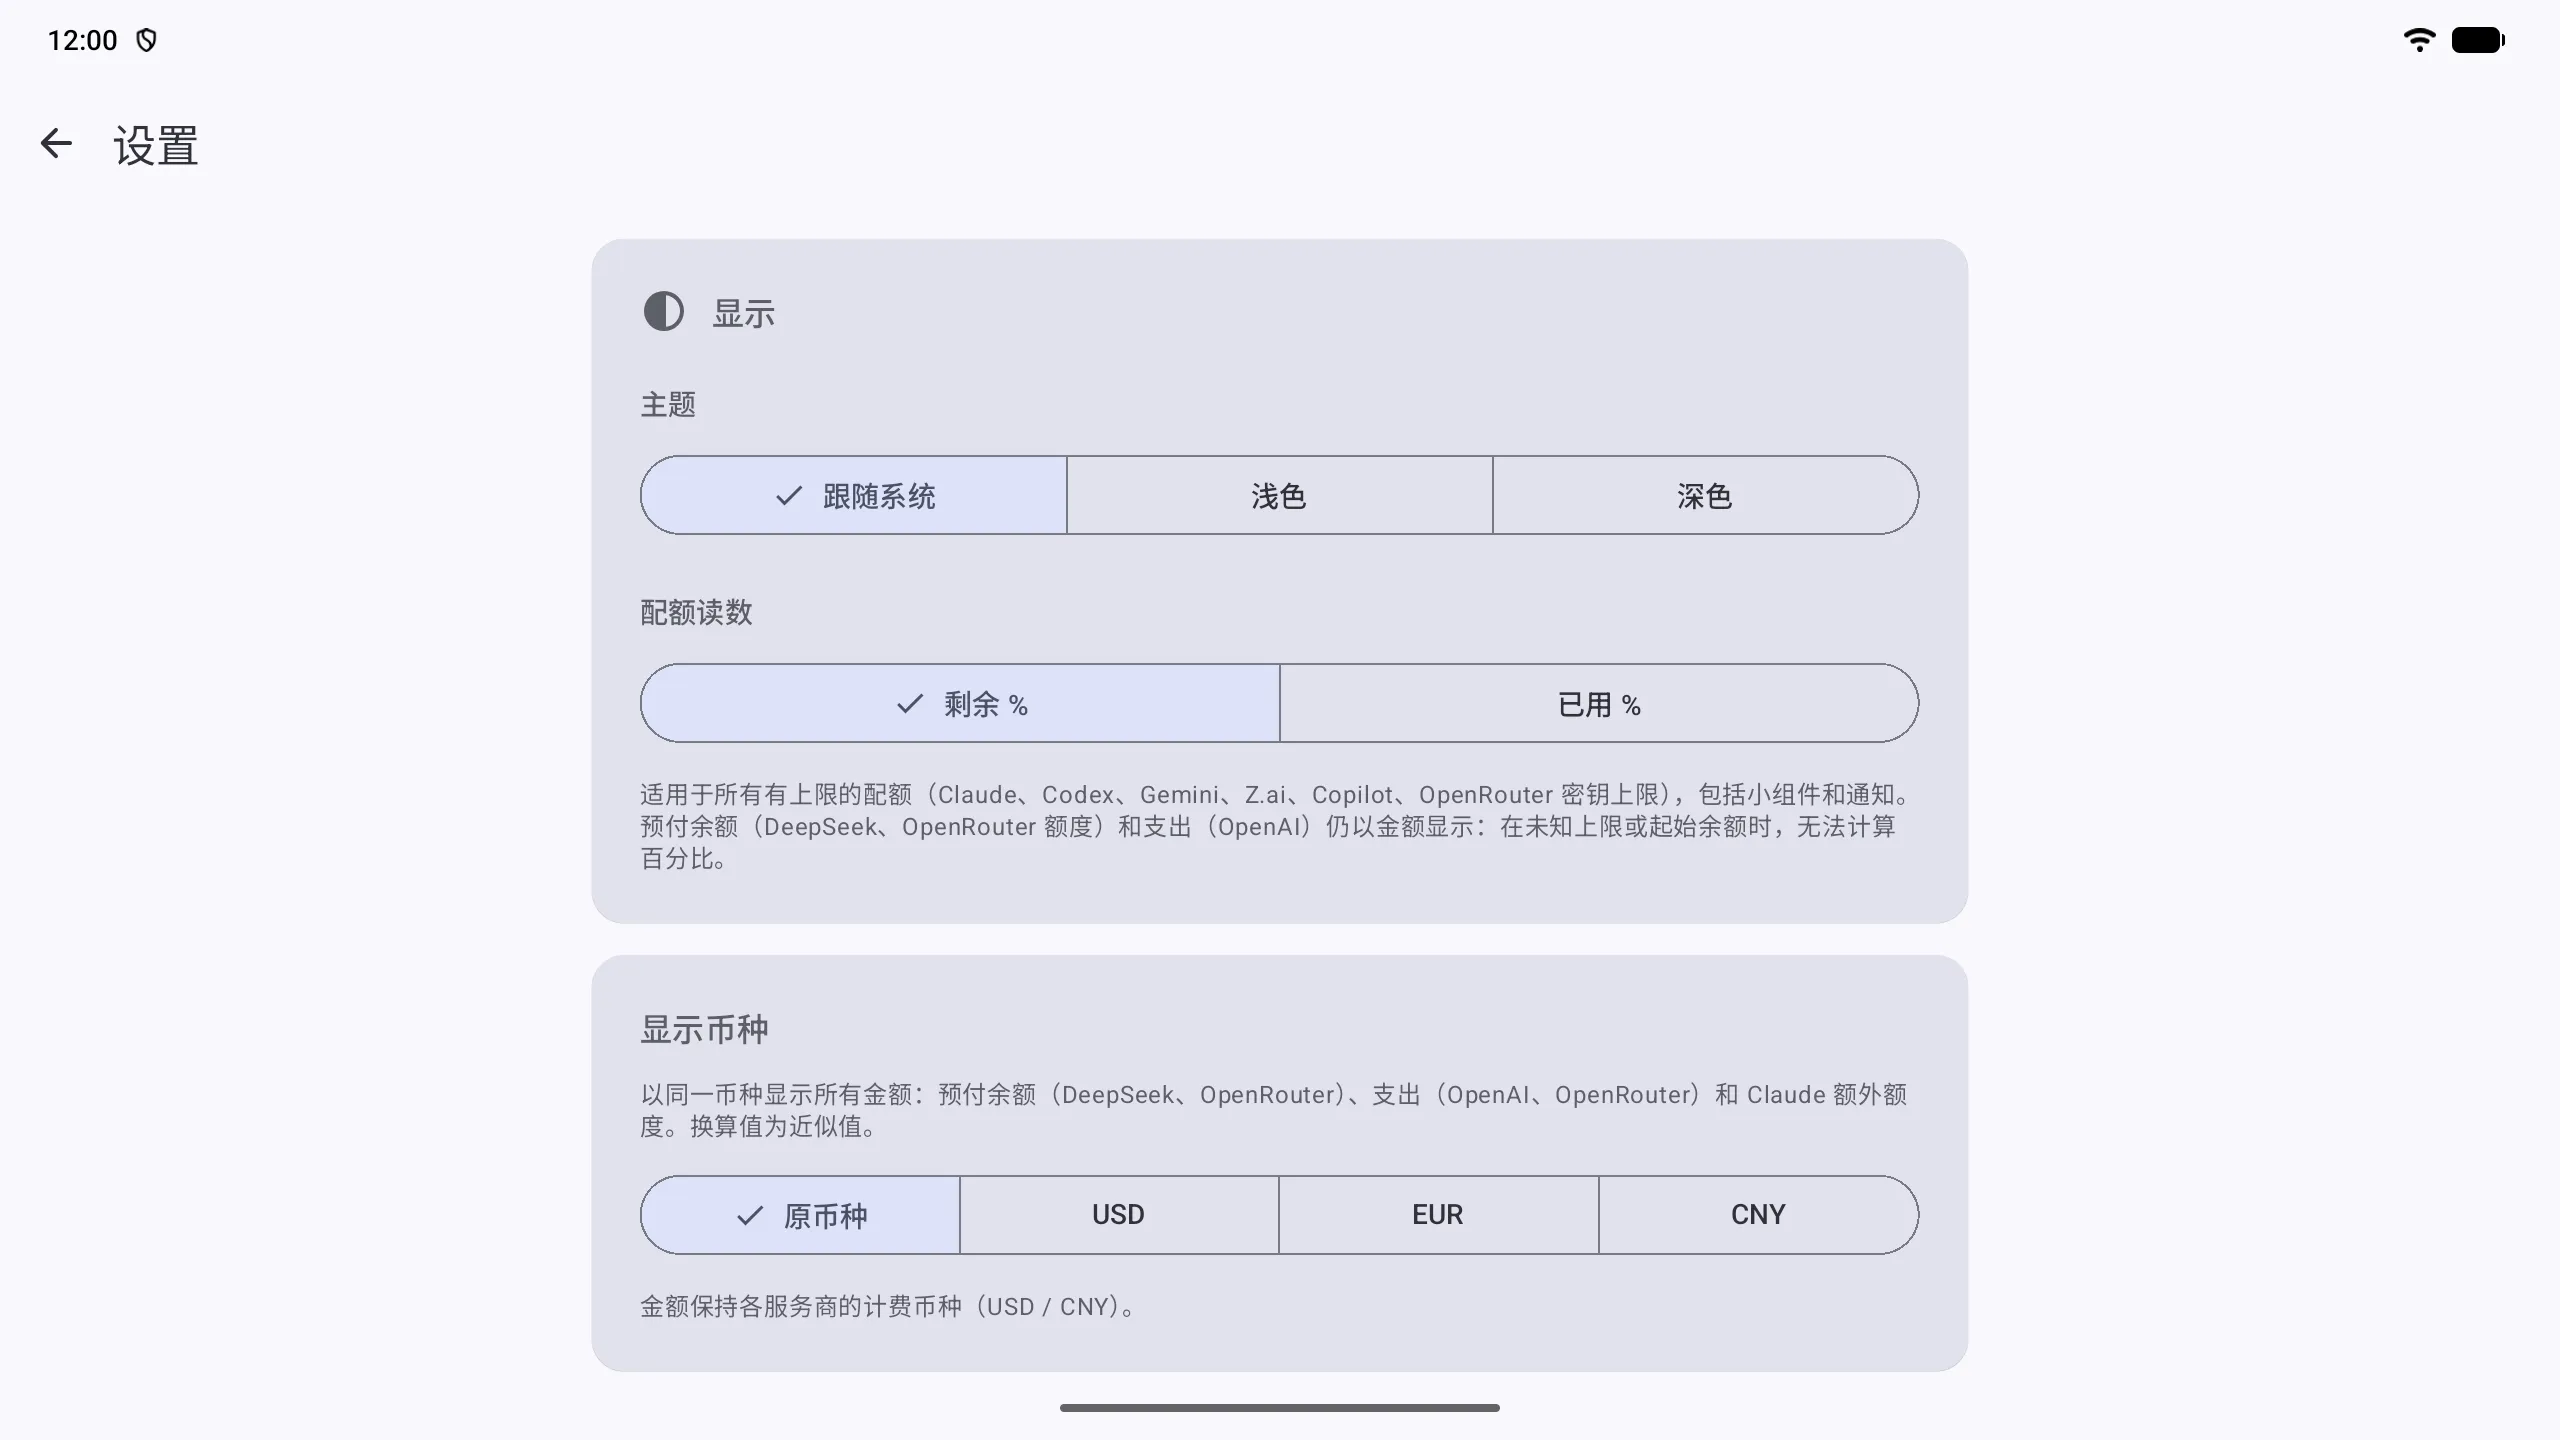 12:00
设置
显示
主题
跟随系统
浅色
深色
配额读数
剩余 %
已用 %
适用于所有有上限的配额（Claude、Codex、Gemini、Z.ai、Copilot、OpenRouter 密钥上限），包括小组件和通知。
预付余额（DeepSeek、OpenRouter 额度）和支出（OpenAI）仍以金额显示：在未知上限或起始余额时，无法计算
百分比。
显示币种
以同一币种显示所有金额：预付余额（DeepSeek、OpenRouter）、支出（OpenAI、OpenRouter）和 Claude 额外额
度。换算值为近似值。
原币种
USD
EUR
CNY
金额保持各服务商的计费币种（USD / CNY）。